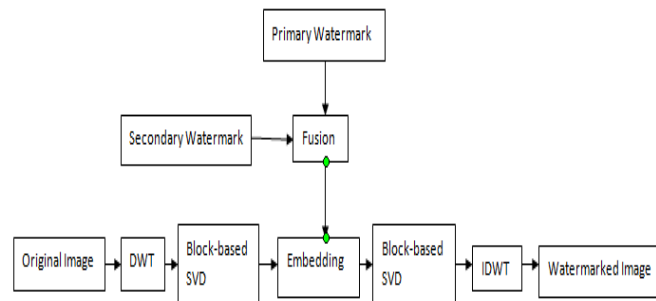 Primary Watermark
Secondary Watermark
Fusion
Original Image
DWT
Block-based
SVD
Embedding
Block-based
SVD
IDWT
Watermarked Image